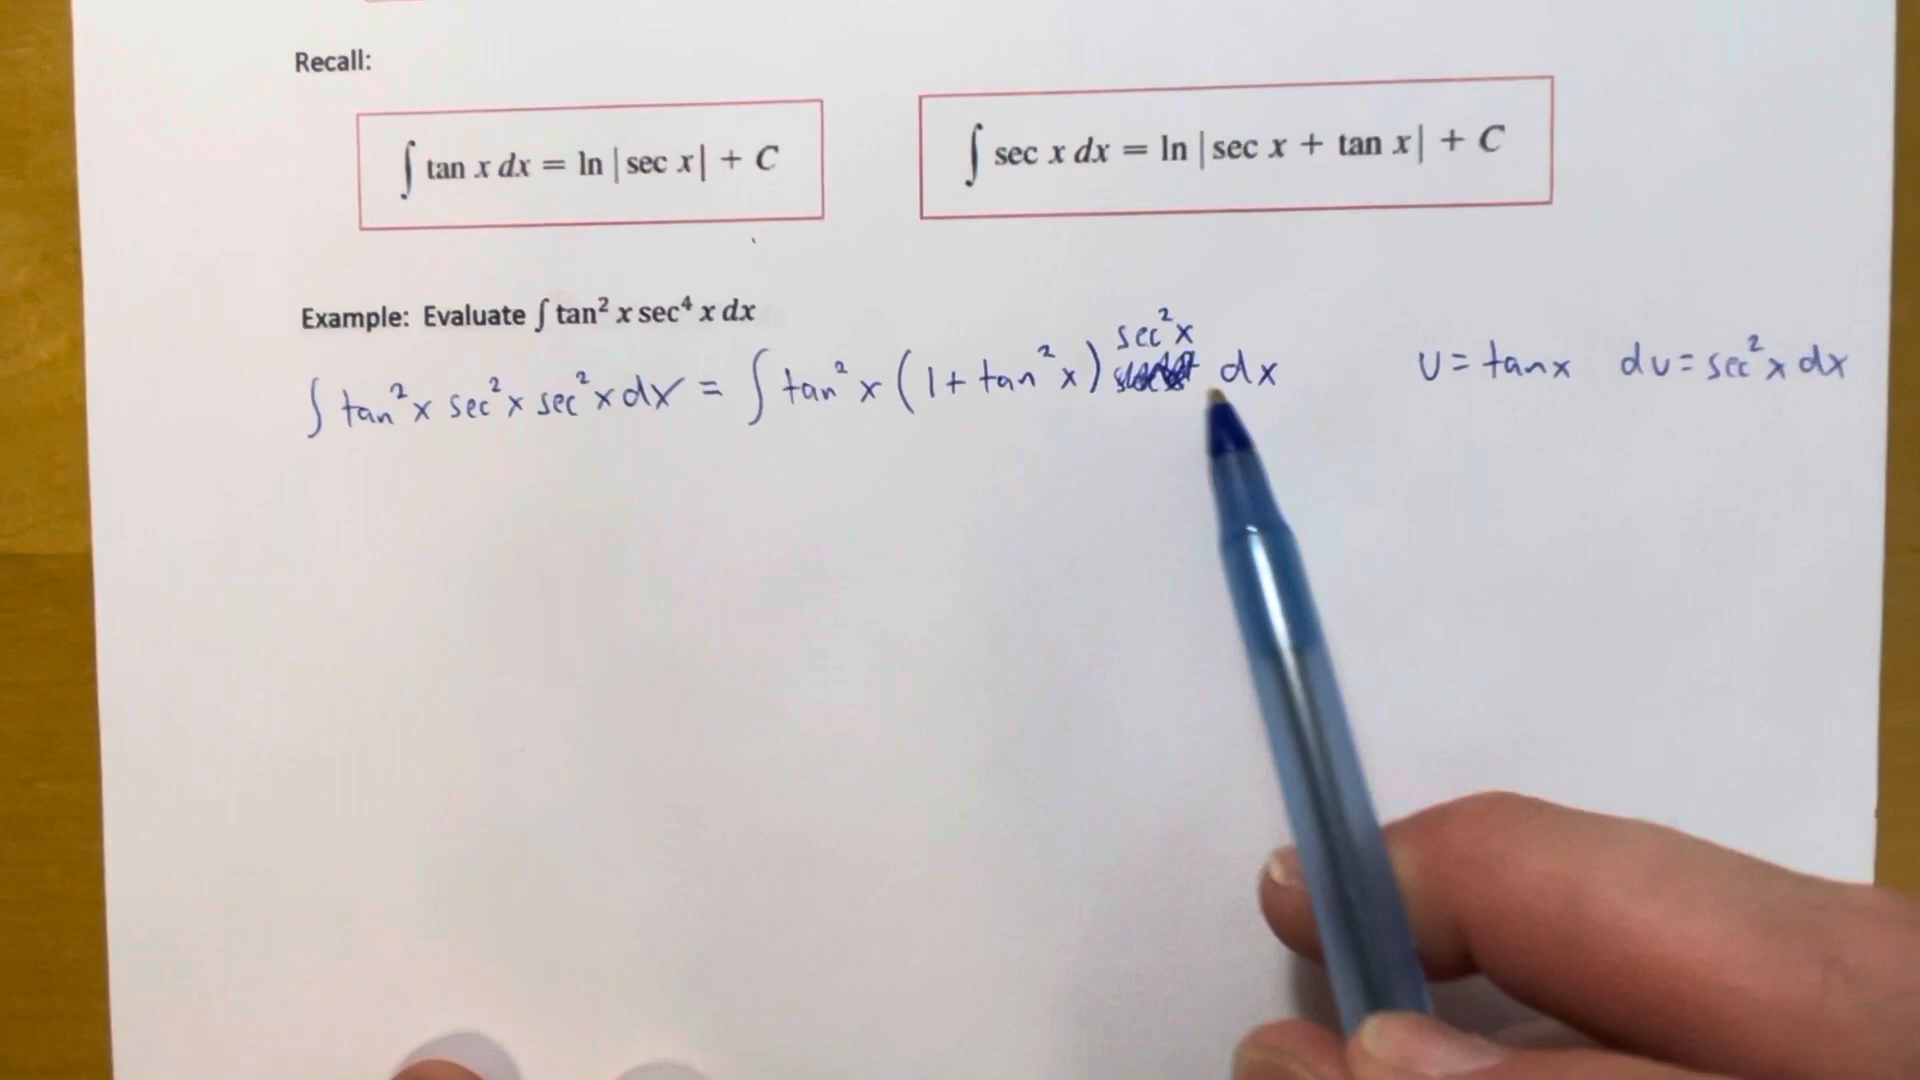 Recall:
∫ tan x dx = ln | sec x| + C
∫ sec x dx = ln | sec x + tan x| + C
Example: Evaluate ∫ tan² x sec⁴ x dx
∫ tan²x sec²x sec²x dx = ∫ tan²x (1 + tan²x) sec²x dx
u = tanx du = sec²x dx